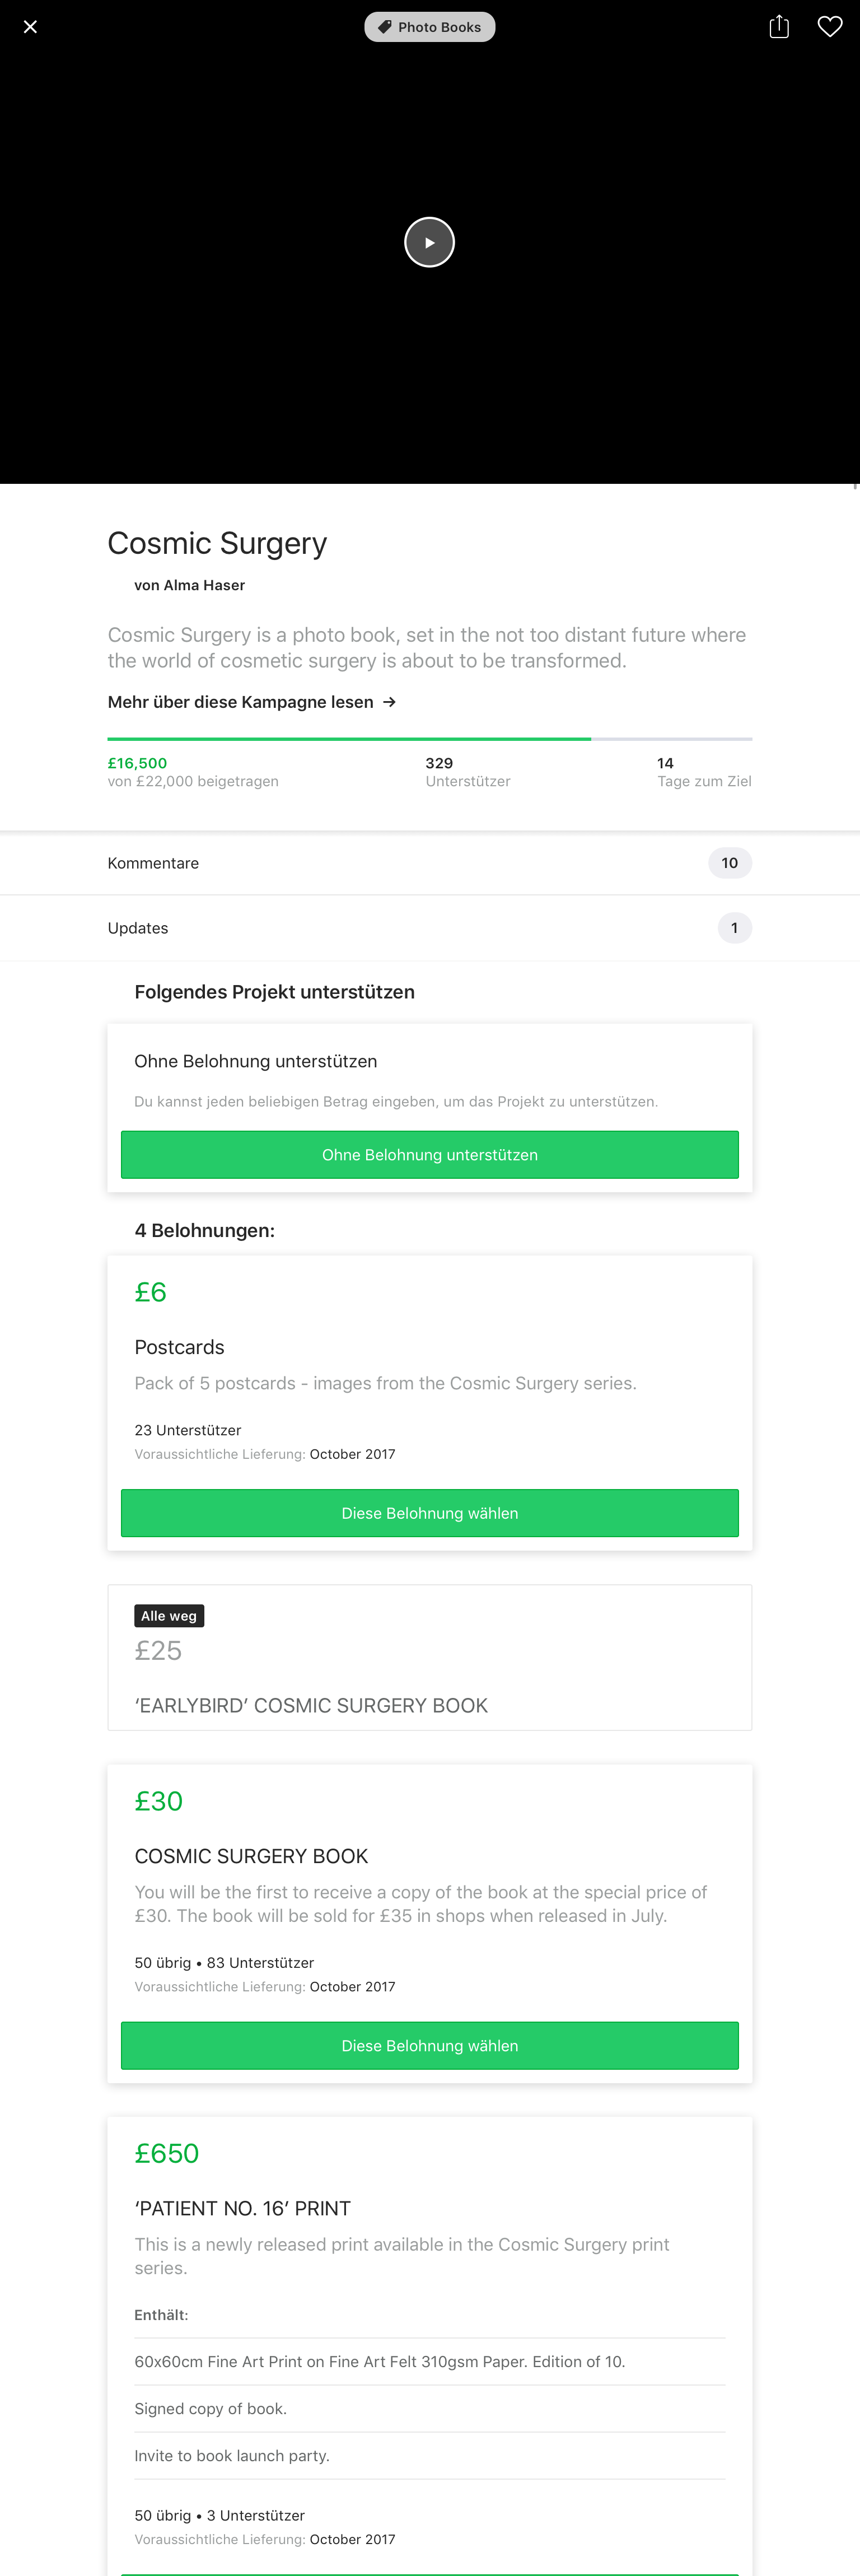 Photo Books
Cosmic Surgery
von Alma Haser
Cosmic Surgery is a photo book, set in the not too distant future where
the world of cosmetic surgery is about to be transformed.
Mehr über diese Kampagne lesen →
£16,500 329 14
von £22,000 beigetragen Unterstützer Tage zum Ziel
Kommentare 10
Updates 1
Folgendes Projekt unterstützen
Ohne Belohnung unterstützen
Du kannst jeden beliebigen Betrag eingeben, um das Projekt zu unterstützen.
Ohne Belohnung unterstützen
4 Belohnungen:
£6
Postcards
Pack of 5 postcards - images from the Cosmic Surgery series.
23 Unterstützer
Voraussichtliche Lieferung: October 2017
Diese Belohnung wählen
Alle weg
£25
‘EARLYBIRD’ COSMIC SURGERY BOOK
£30
COSMIC SURGERY BOOK
You will be the first to receive a copy of the book at the special price of
£30. The book will be sold for £35 in shops when released in July.
50 übrig • 83 Unterstützer
Voraussichtliche Lieferung: October 2017
Diese Belohnung wählen
£650
‘PATIENT NO. 16’ PRINT
This is a newly released print available in the Cosmic Surgery print
series.
Enthält:
60x60cm Fine Art Print on Fine Art Felt 310gsm Paper. Edition of 10.
Signed copy of book.
Invite to book launch party.
50 übrig • 3 Unterstützer
Voraussichtliche Lieferung: October 2017